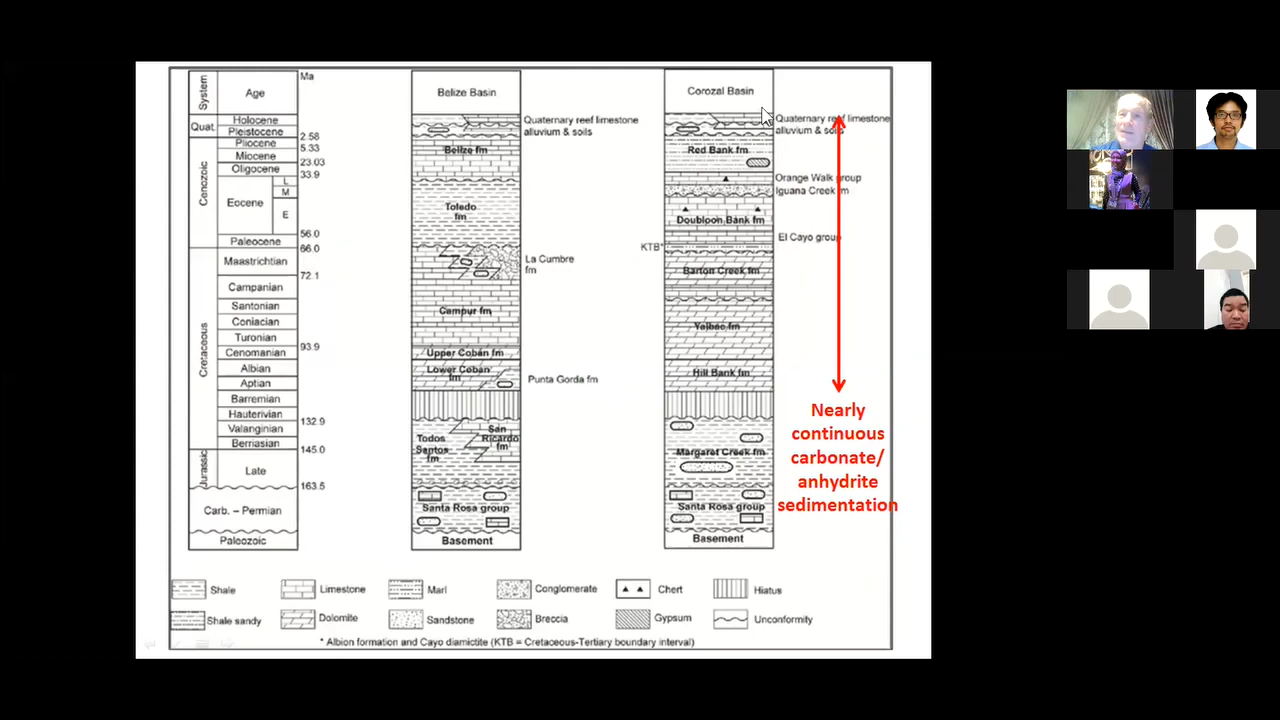 System
Age
Ma
Belize Basin
Corozal Basin
Quat.
Holocene
Pleistocene
2.58
Pliocene
5.33
Miocene
23.03
Oligocene
33.9
Cenozoic
Eocene
L
M
E
56.0
Paleocene
66.0
Cretaceous
Maastrichtian
72.1
Campanian
Santonian
Coniacian
Turonian
93.9
Cenomanian
Albian
Aptian
Barremian
Hauterivian
132.9
Valanginian
Berriasian
145.0
Jurassic
Late
163.5
Carb. – Permian
Paleozoic
Quaternary reef limestone
alluvium & soils
Belize fm
Toledo
fm
La Cumbre
fm
Campur fm
Upper Cobán fm
Lower Cobán
fm
Punta Gorda fm
Todos
Santos
fm
San
Ricardo
fm
Santa Rosa group
Basement
Quaternary reef limestone
alluvium & soils
Red Bank fm
Orange Walk group
Iguana Creek fm
Doubloon Bank fm
El Cayo group
KTB*
Barton Creek fm
Yalbac fm
Hill Bank fm
Margaret Creek fm
Santa Rosa group
Basement
Nearly
continuous
carbonate/
anhydrite
sedimentation
Shale
Limestone
Marl
Conglomerate
Chert
Hiatus
Shale sandy
Dolomite
Sandstone
Breccia
Gypsum
Unconformity
* Albion formation and Cayo diamictite (KTB = Cretaceous-Tertiary boundary interval)